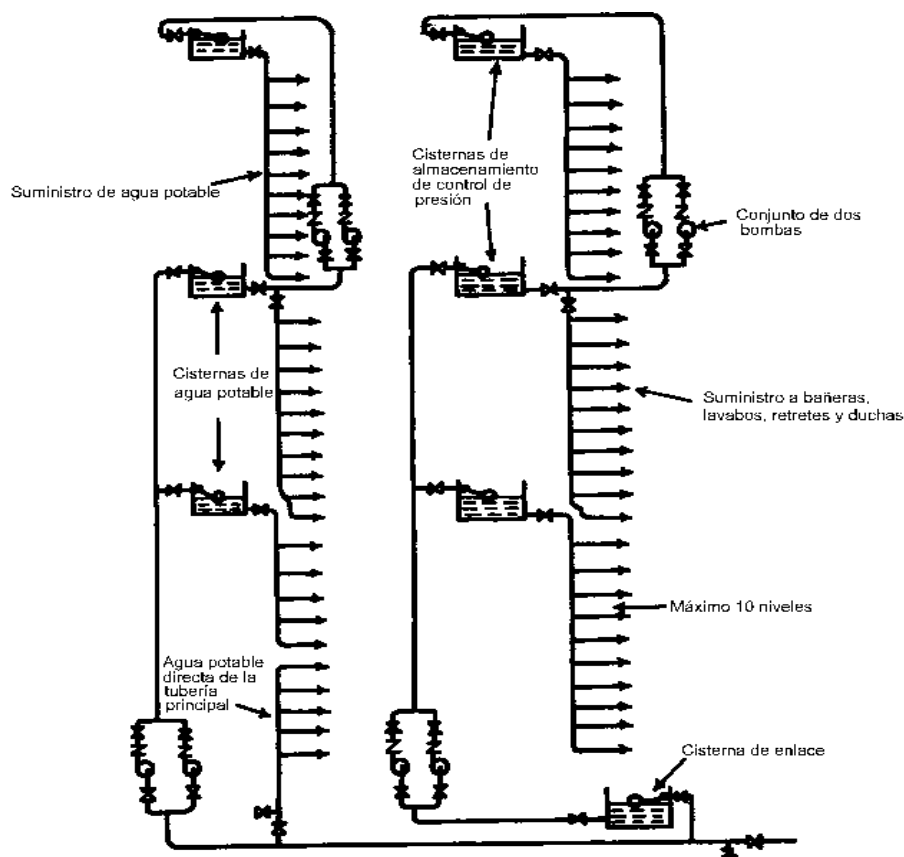 Suministro de agua potable
Cisternas de
almacenamiento
de control de
presión
Conjunto de dos
bombas
Cisternas de
agua potable
Suministro a bañeras,
lavabos, retretes y duchas
Máximo 10 niveles
Agua potable
directa de la
tubería
principal
Cisterna de enlace